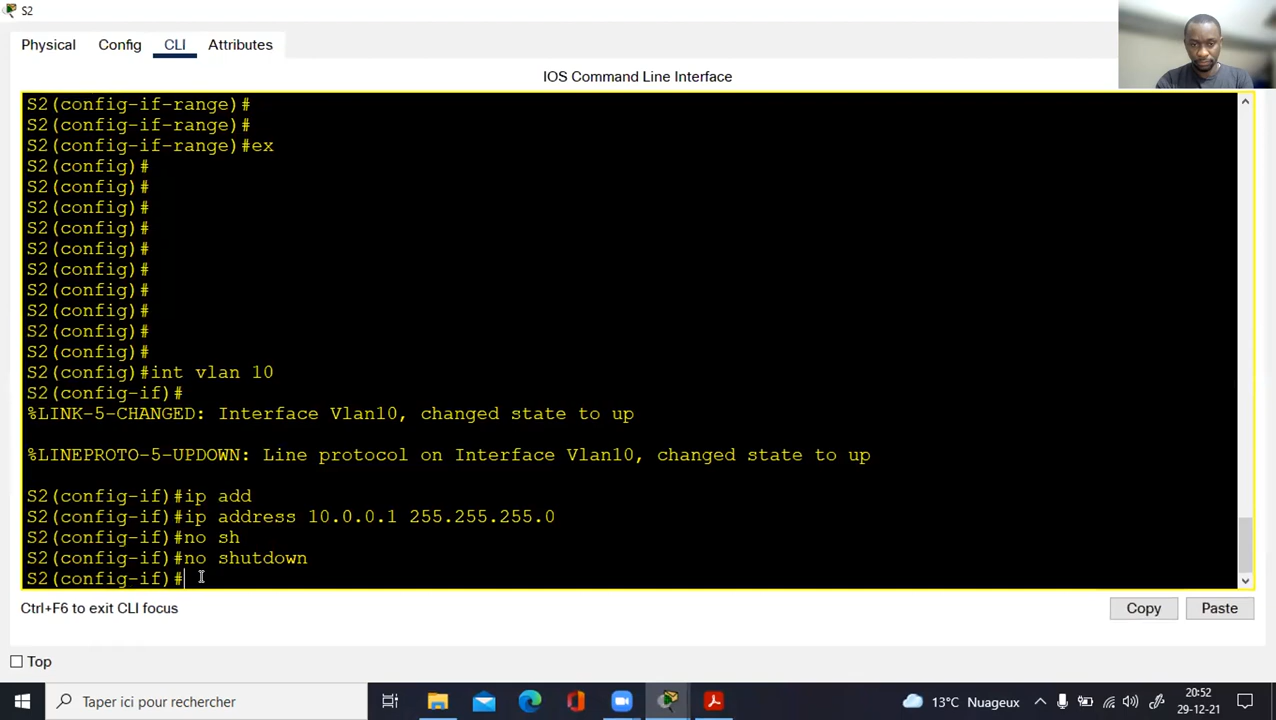 S2
Physical
Config
CLI
Attributes
IOS Command Line Interface
S2(config-if-range)#
S2(config-if-range)#
S2(config-if-range)#ex
S2(config)#
S2(config)#
S2(config)#
S2(config)#
S2(config)#
S2(config)#
S2(config)#
S2(config)#
S2(config)#
S2(config)#
S2(config)#int vlan 10
S2(config-if)#
%LINK-5-CHANGED: Interface Vlan10, changed state to up
%LINEPROTO-5-UPDOWN: Line protocol on Interface Vlan10, changed state to up
S2(config-if)#ip add
S2(config-if)#ip address 10.0.0.1 255.255.255.0
S2(config-if)#no sh
S2(config-if)#no shutdown
S2(config-if)#
Ctrl+F6 to exit CLI focus
Copy
Paste
Top
Taper ici pour rechercher
13°C Nuageux
20:52
29-12-21